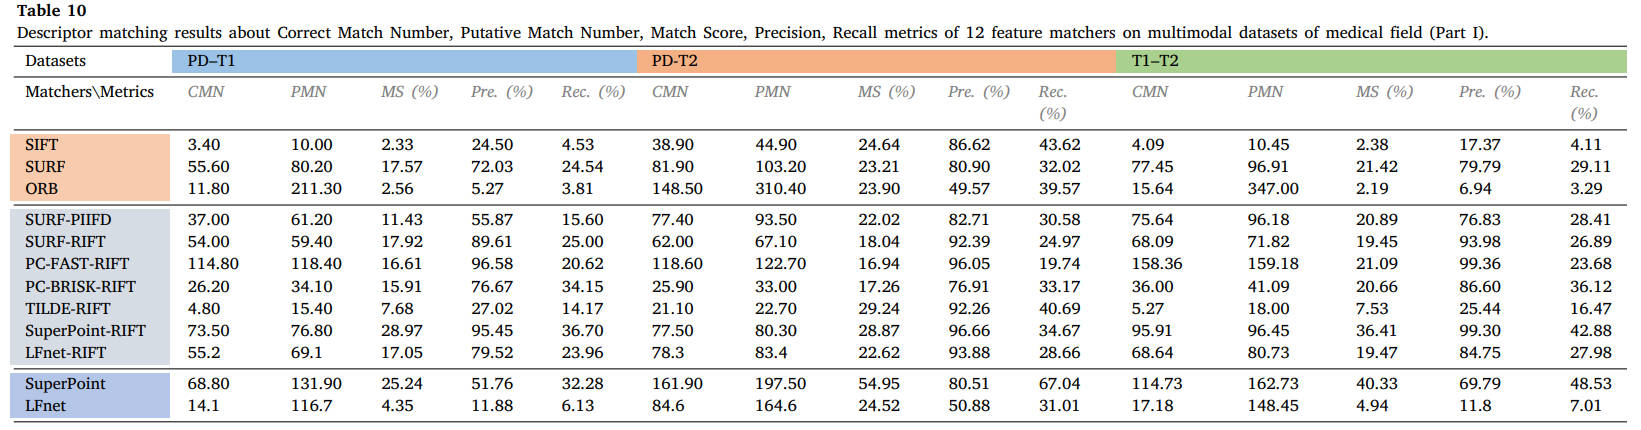 Table 10
Descriptor matching results about Correct Match Number, Putative Match Number, Match Score, Precision, Recall metrics of 12 feature matchers on multimodal datasets of medical field (Part I).
Datasets PD–T1 PD-T2 T1–T2
Matchers\Metrics CMN PMN MS (%) Pre. (%) Rec. (%) CMN PMN MS (%) Pre. (%) Rec. (%) CMN PMN MS (%) Pre. (%) Rec. (%)
SIFT 3.40 10.00 2.33 24.50 4.53 38.90 44.90 24.64 86.62 43.62 4.09 10.45 2.38 17.37 4.11
SURF 55.60 80.20 17.57 72.03 24.54 81.90 103.20 23.21 80.90 32.02 77.45 96.91 21.42 79.79 29.11
ORB 11.80 211.30 2.56 5.27 3.81 148.50 310.40 23.90 49.57 39.57 15.64 347.00 2.19 6.94 3.29
SURF-PIIFD 37.00 61.20 11.43 55.87 15.60 77.40 93.50 22.02 82.71 30.58 75.64 96.18 20.89 76.83 28.41
SURF-RIFT 54.00 59.40 17.92 89.61 25.00 62.00 67.10 18.04 92.39 24.97 68.09 71.82 19.45 93.98 26.89
PC-FAST-RIFT 114.80 118.40 16.61 96.58 20.62 118.60 122.70 16.94 96.05 19.74 158.36 159.18 21.09 99.36 23.68
PC-BRISK-RIFT 26.20 34.10 15.91 76.67 34.15 25.90 33.00 17.26 76.91 33.17 36.00 41.09 20.66 86.60 36.12
TILDE-RIFT 4.80 15.40 7.68 27.02 14.17 21.10 22.70 29.24 92.26 40.69 5.27 18.00 7.53 25.44 16.47
SuperPoint-RIFT 73.50 76.80 28.97 95.45 36.70 77.50 80.30 28.87 96.66 34.67 95.91 96.45 36.41 99.30 42.88
LFnet-RIFT 55.2 69.1 17.05 79.52 23.96 78.3 83.4 22.62 93.88 28.66 68.64 80.73 19.47 84.75 27.98
SuperPoint 68.80 131.90 25.24 51.76 32.28 161.90 197.50 54.95 80.51 67.04 114.73 162.73 40.33 69.79 48.53
LFnet 14.1 116.7 4.35 11.88 6.13 84.6 164.6 24.52 50.88 31.01 17.18 148.45 4.94 11.8 7.01